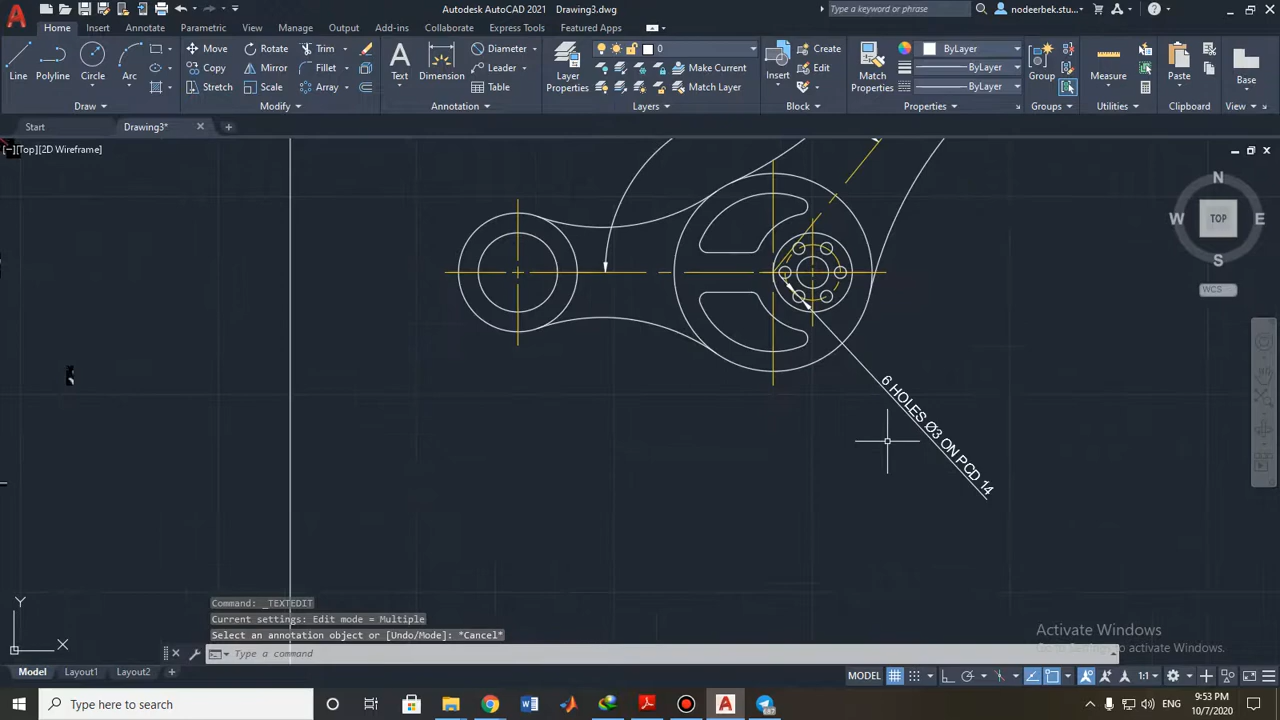 Autodesk AutoCAD 2021 Drawing3.dwg
Type a keyword or phrase
nodeerbek.stu...
Home Insert Annotate Parametric View Manage Output Add-ins Collaborate Express Tools Featured Apps
Line Polyline Circle Arc
Move Rotate Trim
Copy Mirror Fillet
Stretch Scale Array
Text Dimension
Diameter
Leader
Table
Layer Properties
0
Make Current
Match Layer
Insert
Create
Edit
Match Properties
ByLayer
ByLayer
ByLayer
Group Measure Paste Base
Draw Modify Annotation Layers Block Properties Groups Utilities Clipboard View
Start Drawing3*
[−][Top][2D Wireframe]
N
W TOP E
S
WCS
6 HOLES Ø3 ON PCD 14
Y
X
Command: _TEXTEDIT
Current settings: Edit mode = Multiple
Select an annotation object or [Undo/Mode]: *Cancel*
Type a command
Activate Windows
Go to Settings to activate Windows.
Model Layout1 Layout2 +
MODEL 1:1
Type here to search
687
ENG
9:53 PM
10/7/2020